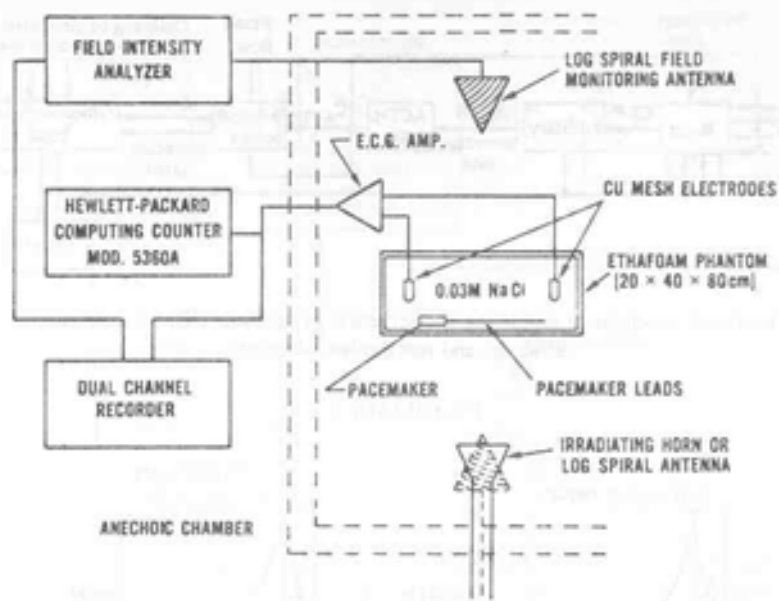 FIELD INTENSITY
ANALYZER
LOG SPIRAL FIELD
MONITORING ANTENNA
E.C.G. AMP.
HEWLETT-PACKARD
COMPUTING COUNTER
MOD. 5360A
CU MESH ELECTRODES
ETHAFOAM PHANTOM
[20 × 40 × 80cm]
0.03M NaCl
DUAL CHANNEL
RECORDER
PACEMAKER
PACEMAKER LEADS
IRRADIATING HORN OR
LOG SPIRAL ANTENNA
ANECHOIC CHAMBER